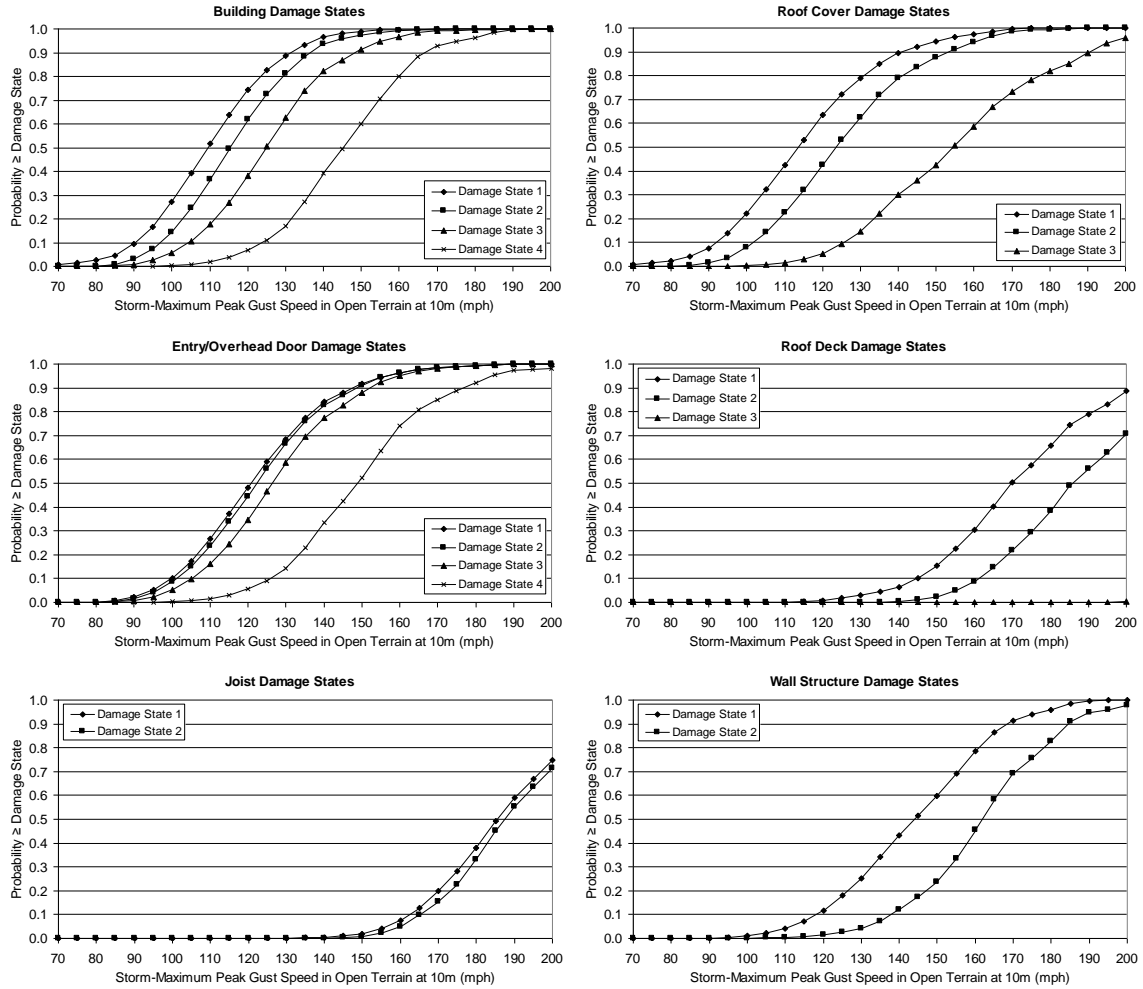 Building Damage States
Probability ≥ Damage State
1.0
0.9
0.8
0.7
0.6
0.5
0.4
0.3
0.2
0.1
0.0
Damage State 1
Damage State 2
Damage State 3
Damage State 4
70 80 90 100 110 120 130 140 150 160 170 180 190 200
Storm-Maximum Peak Gust Speed in Open Terrain at 10m (mph)
Roof Cover Damage States
Probability ≥ Damage State
1.0
0.9
0.8
0.7
0.6
0.5
0.4
0.3
0.2
0.1
0.0
Damage State 1
Damage State 2
Damage State 3
70 80 90 100 110 120 130 140 150 160 170 180 190 200
Storm-Maximum Peak Gust Speed in Open Terrain at 10m (mph)
Entry/Overhead Door Damage States
Probability ≥ Damage State
1.0
0.9
0.8
0.7
0.6
0.5
0.4
0.3
0.2
0.1
0.0
Damage State 1
Damage State 2
Damage State 3
Damage State 4
70 80 90 100 110 120 130 140 150 160 170 180 190 200
Storm-Maximum Peak Gust Speed in Open Terrain at 10m (mph)
Roof Deck Damage States
Probability ≥ Damage State
1.0
0.9
0.8
0.7
0.6
0.5
0.4
0.3
0.2
0.1
0.0
Damage State 1
Damage State 2
Damage State 3
70 80 90 100 110 120 130 140 150 160 170 180 190 200
Storm-Maximum Peak Gust Speed in Open Terrain at 10m (mph)
Joist Damage States
Probability ≥ Damage State
1.0
0.9
0.8
0.7
0.6
0.5
0.4
0.3
0.2
0.1
0.0
Damage State 1
Damage State 2
70 80 90 100 110 120 130 140 150 160 170 180 190 200
Storm-Maximum Peak Gust Speed in Open Terrain at 10m (mph)
Wall Structure Damage States
Probability ≥ Damage State
1.0
0.9
0.8
0.7
0.6
0.5
0.4
0.3
0.2
0.1
0.0
Damage State 1
Damage State 2
70 80 90 100 110 120 130 140 150 160 170 180 190 200
Storm-Maximum Peak Gust Speed in Open Terrain at 10m (mph)